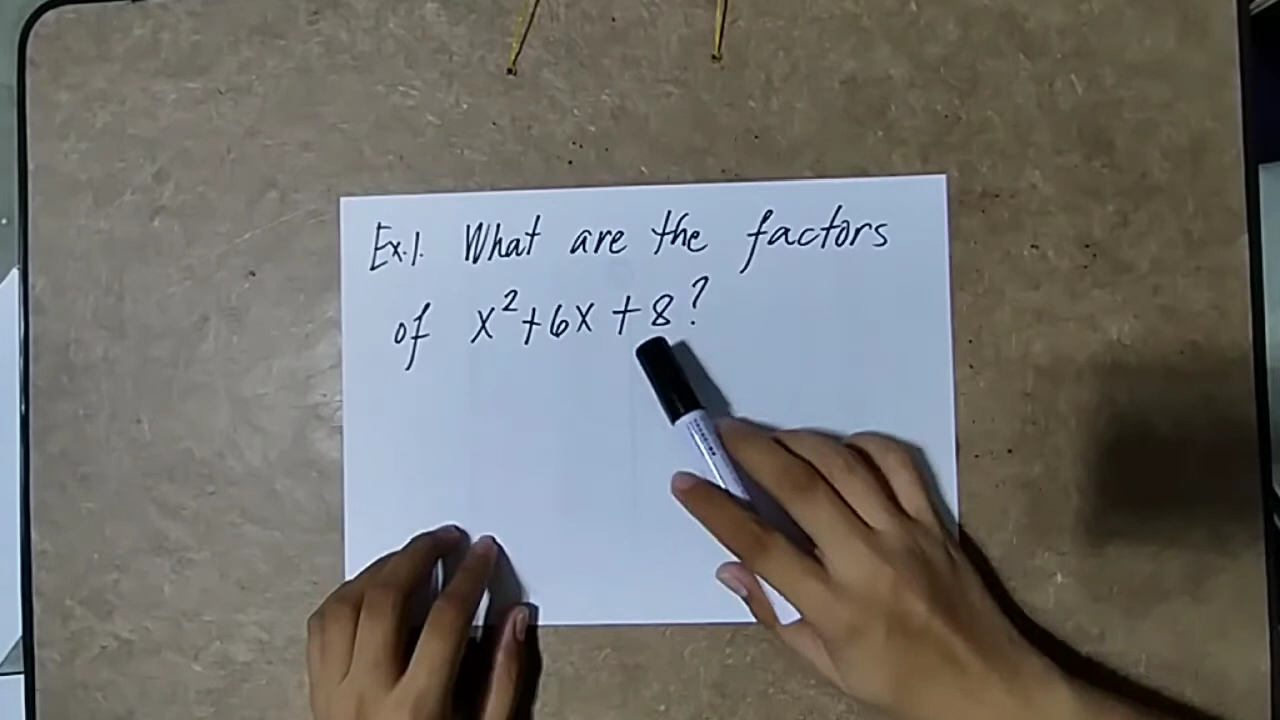 Ex.1. What are the factors
of x²+6x+8?